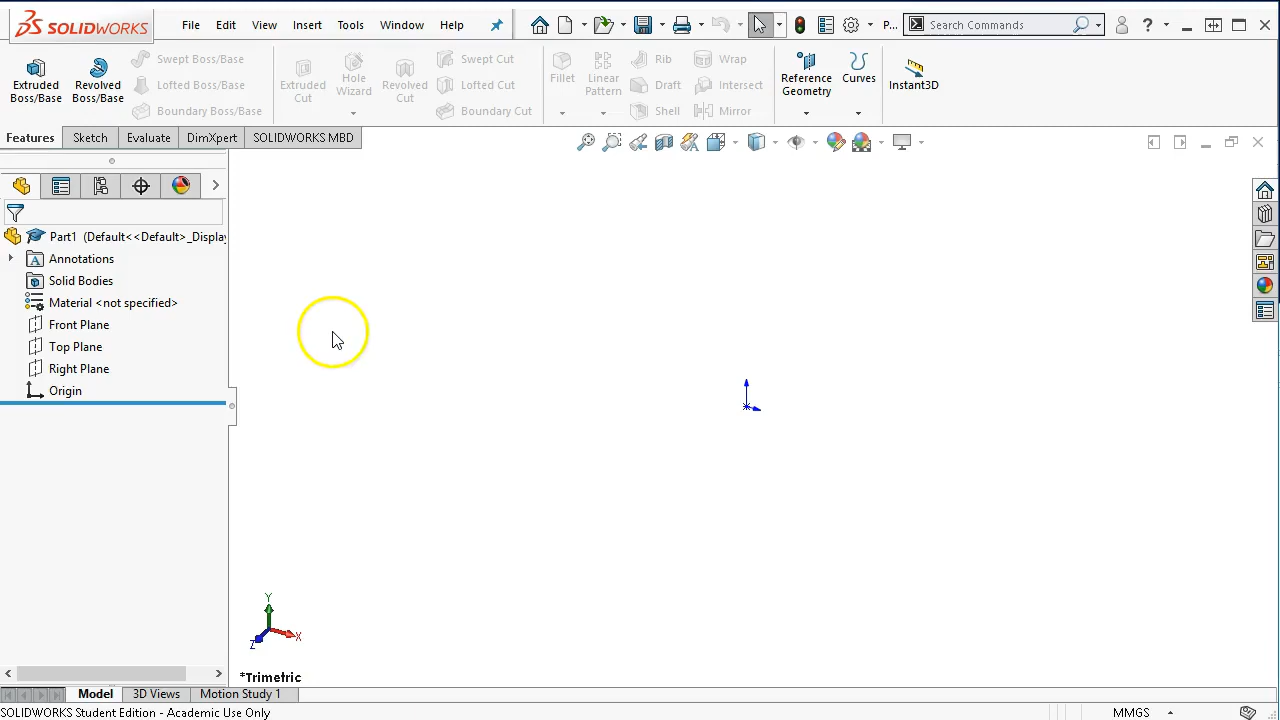 SOLIDWORKS File Edit View Insert Tools Window Help P... Search Commands ?
Extruded Boss/Base
Revolved Boss/Base
Swept Boss/Base
Lofted Boss/Base
Boundary Boss/Base
Extruded Cut
Hole Wizard
Revolved Cut
Swept Cut
Lofted Cut
Boundary Cut
Fillet
Linear Pattern
Rib
Draft
Shell
Wrap
Intersect
Mirror
Reference Geometry
Curves
Instant3D
Features Sketch Evaluate DimXpert SOLIDWORKS MBD
Part1 (Default<<Default>_Display
A Annotations
Solid Bodies
Material <not specified>
Front Plane
Top Plane
Right Plane
Origin
Y
X
Z
*Trimetric
Model 3D Views Motion Study 1
SOLIDWORKS Student Edition - Academic Use Only MMGS